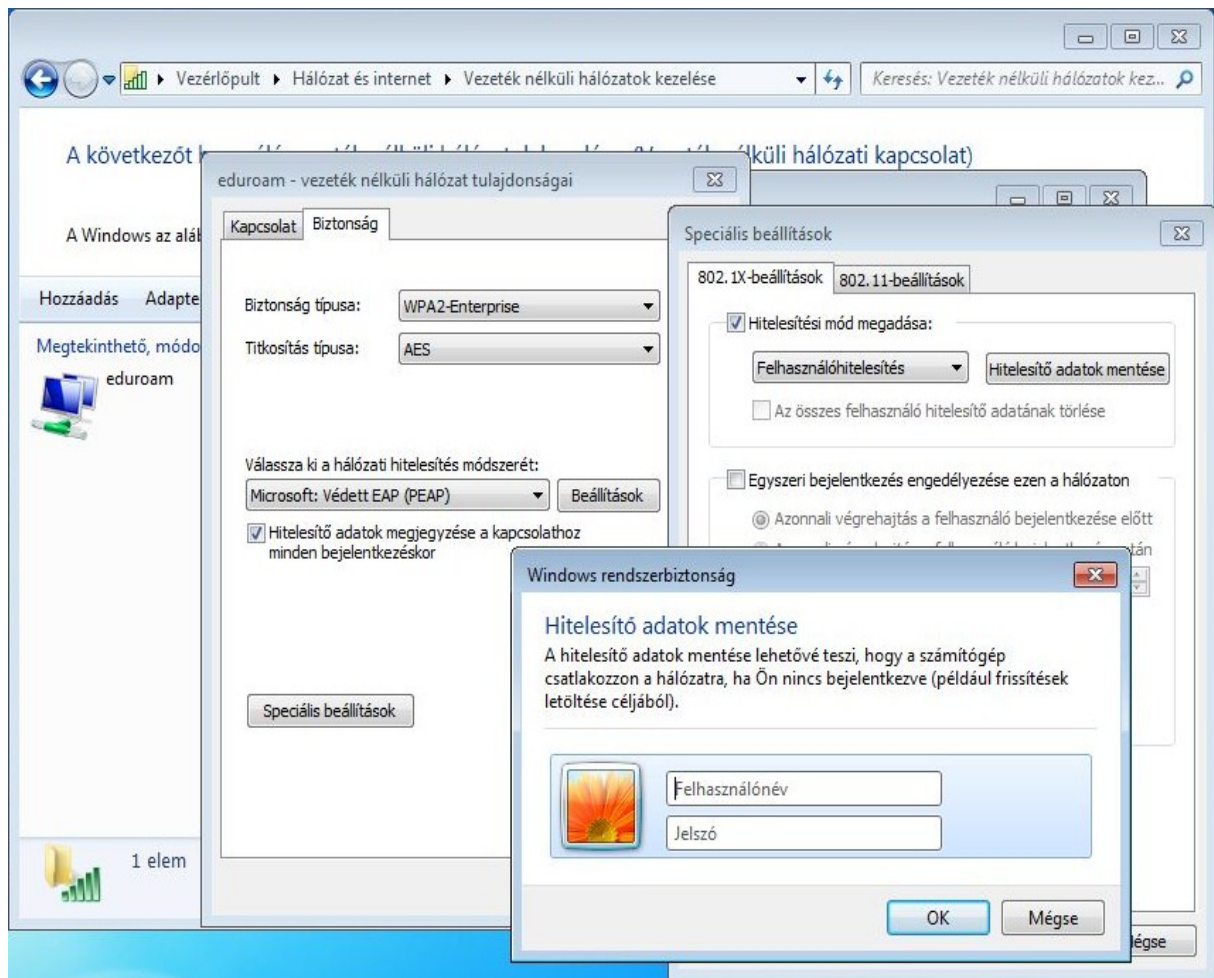 Vezérlőpult Hálózat és internet Vezeték nélküli hálózatok kezelése
Keresés: Vezeték nélküli hálózatok kez...
A következőt
lküli hálózati kapcsolat)
A Windows az aláb
Hozzáadás Adapte
Megtekinthető, módo
eduroam
1 elem
eduroam - vezeték nélküli hálózat tulajdonságai
Kapcsolat Biztonság
Biztonság típusa: WPA2-Enterprise
Titkosítás típusa: AES
Válassza ki a hálózati hitelesítés módszerét:
Microsoft: Védett EAP (PEAP) Beállítások
Hitelesítő adatok megjegyzése a kapcsolathoz
minden bejelentkezéskor
Speciális beállítások
Speciális beállítások
802.1X-beállítások 802.11-beállítások
Hitelesítési mód megadása:
Felhasználóhitelesítés Hitelesítő adatok mentése
Az összes felhasználó hitelesítő adatának törlése
Egyszeri bejelentkezés engedélyezése ezen a hálózaton
Azonnali végrehajtás a felhasználó bejelentkezése előtt
tán
Windows rendszerbiztonság
Hitelesítő adatok mentése
A hitelesítő adatok mentése lehetővé teszi, hogy a számítógép
csatlakozzon a hálózatra, ha Ön nincs bejelentkezve (például frissítések
letöltése céljából).
Felhasználónév
Jelszó
OK Mégse
égse